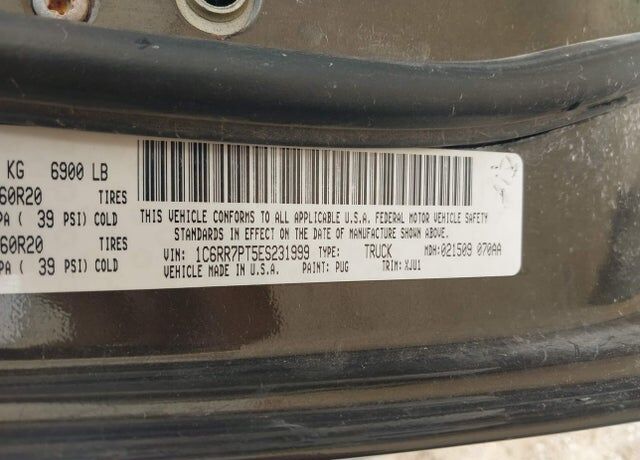 KG 6900 LB
60R20 TIRES
PA ( 39 PSI) COLD
60R20 TIRES
PA ( 39 PSI) COLD
THIS VEHICLE CONFORMS TO ALL APPLICABLE U.S.A. FEDERAL MOTOR VEHICLE SAFETY
STANDARDS IN EFFECT ON THE DATE OF MANUFACTURE SHOWN ABOVE.
VIN: 1C6RR7PT5ES231999 TYPE: TRUCK MDH: 021509 070AA
VEHICLE MADE IN U.S.A. PAINT: PUG TRIM: XJU1